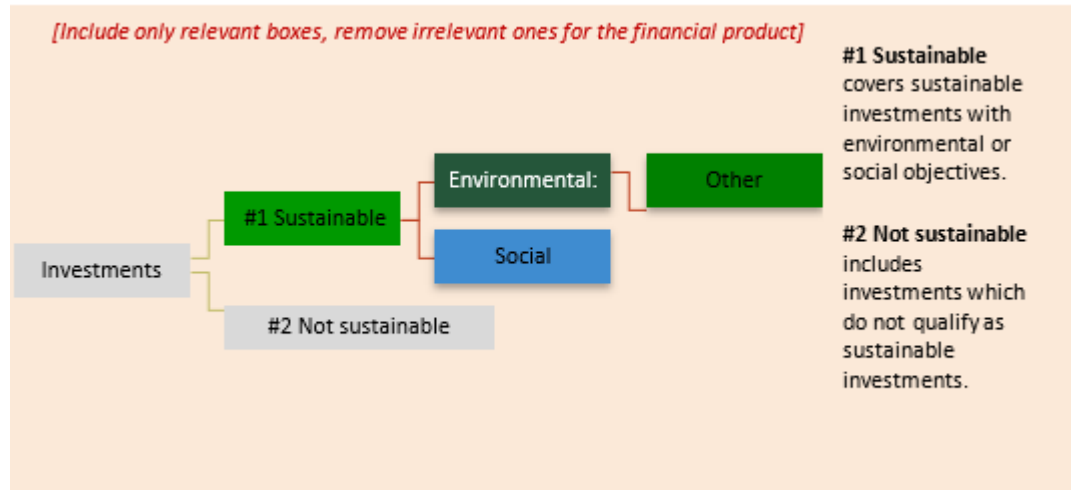 [Include only relevant boxes, remove irrelevant ones for the financial product]
Investments
#1 Sustainable
#2 Not sustainable
Environmental:
Social
Other
#1 Sustainable
covers sustainable
investments with
environmental or
social objectives.
#2 Not sustainable
includes
investments which
do not qualify as
sustainable
investments.